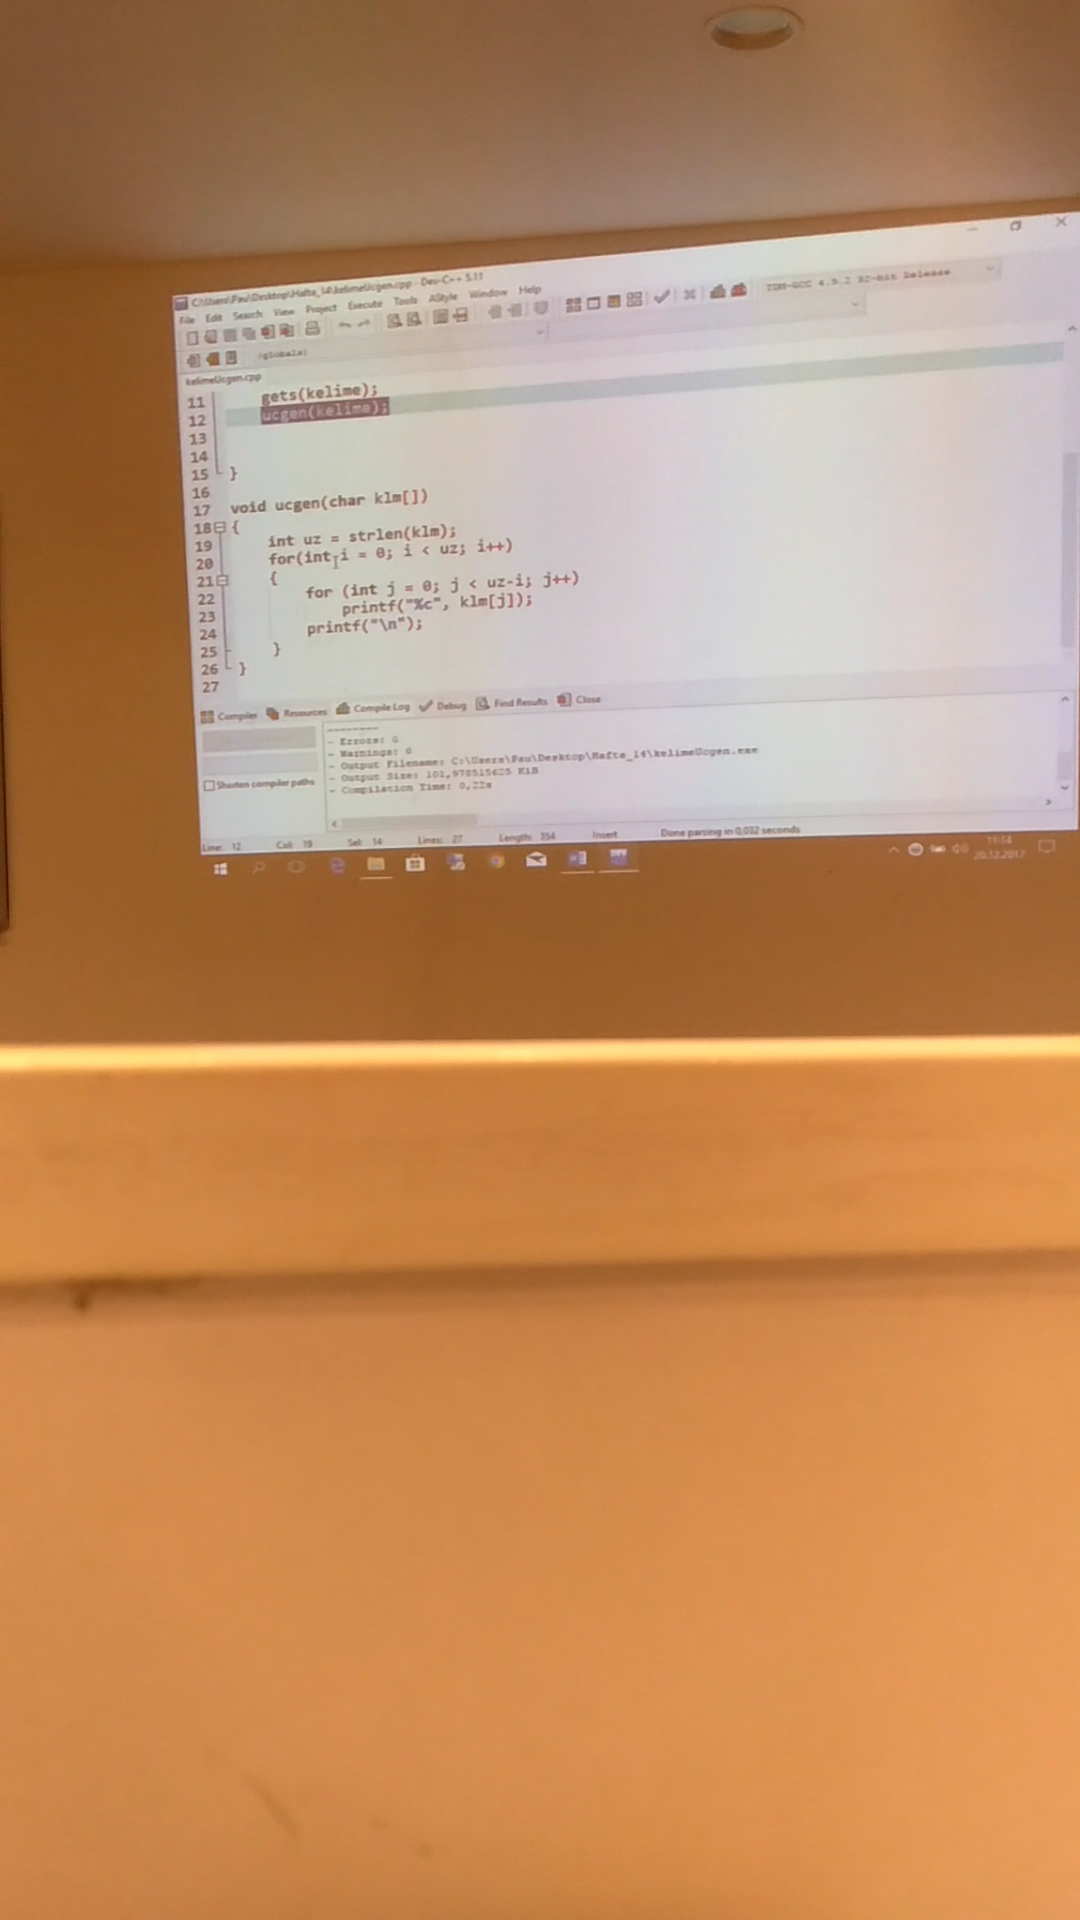 C:\Users\Pau\Desktop\Hafta_14\kelimeUcgen.cpp - Dev-C++ 5.11
File Edit Search View Project Execute Tools AStyle Window Help
TDM-GCC 4.9.2 32-bit Release
(globals)
kelimeUcgen.cpp
11 gets(kelime);
12 ucgen(kelime);
13
14
15 }
16
17 void ucgen(char klm[])
18 {
19 int uz = strlen(klm);
20 for(int i = 0; i < uz; i++)
21 {
22 for (int j = 0; j < uz-i; j++)
23 printf("%c", klm[j]);
24 printf("\n");
25 }
26 }
27
Compiler Resources Compile Log Debug Find Results Close
--------
- Errors: 0
- Warnings: 0
- Output Filename: C:\Users\Pau\Desktop\Hafta_14\kelimeUcgen.exe
- Output Size: 101,978515625 KiB
- Compilation Time: 0,22s
Shorten compiler paths
Line: 12 Col: 19 Sel: 14 Lines: 27 Length: 354 Insert Done parsing in 0,032 seconds
11:14
20.12.2017